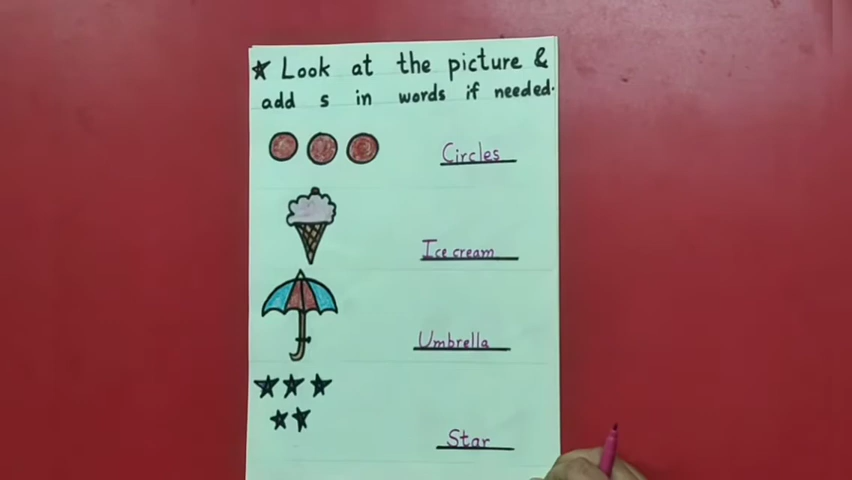 ★ Look at the picture &
add s in words if needed.
Circles
Ice cream
Umbrella
Star